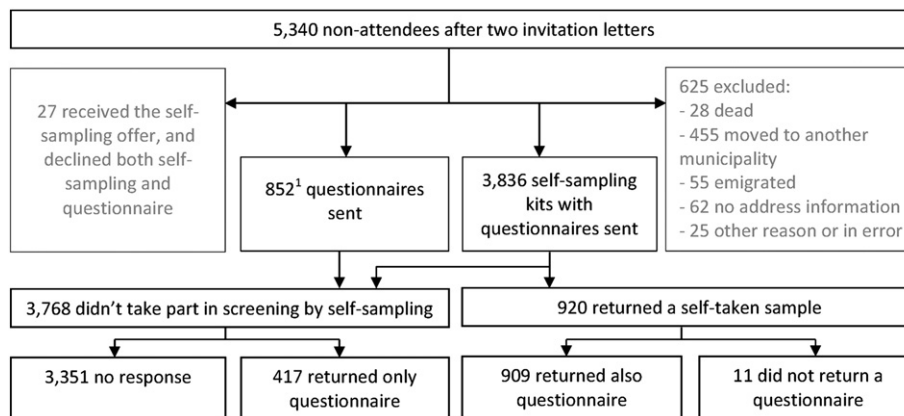 5,340 non-attendees after two invitation letters
27 received the self-
sampling offer, and
declined both self-
sampling and
questionnaire
852¹ questionnaires
sent
3,836 self-sampling
kits with
questionnaires sent
625 excluded:
- 28 dead
- 455 moved to another
municipality
- 55 emigrated
- 62 no address information
- 25 other reason or in error
3,768 didn't take part in screening by self-sampling
920 returned a self-taken sample
3,351 no response
417 returned only
questionnaire
909 returned also
questionnaire
11 did not return a
questionnaire